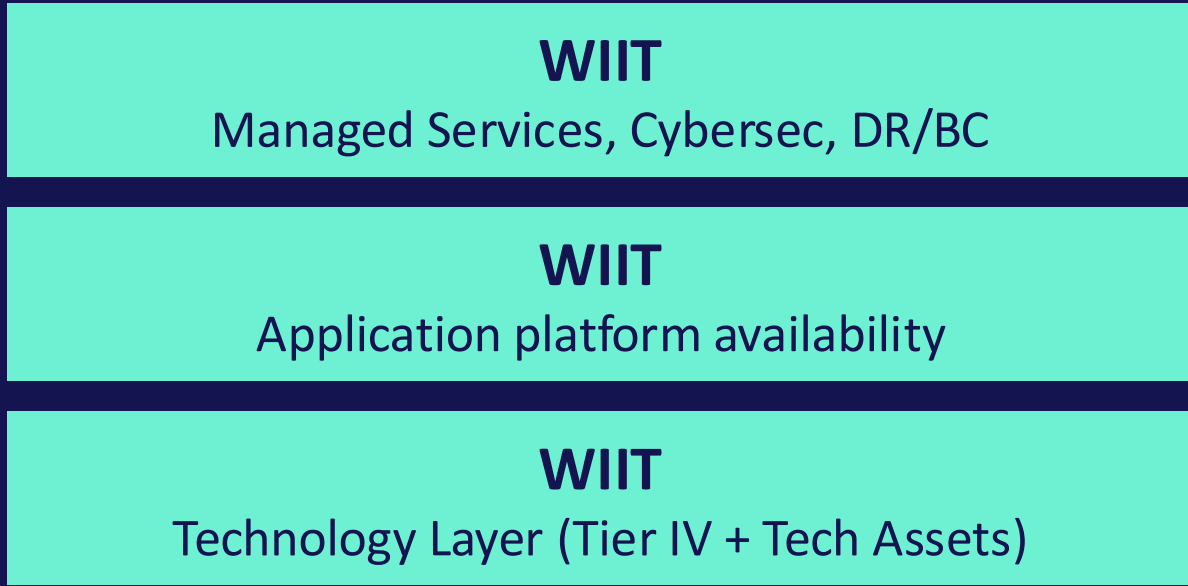 WIIT
Managed Services, Cybersec, DR/BC
WIIT
Application platform availability
WIIT
Technology Layer (Tier IV + Tech Assets)